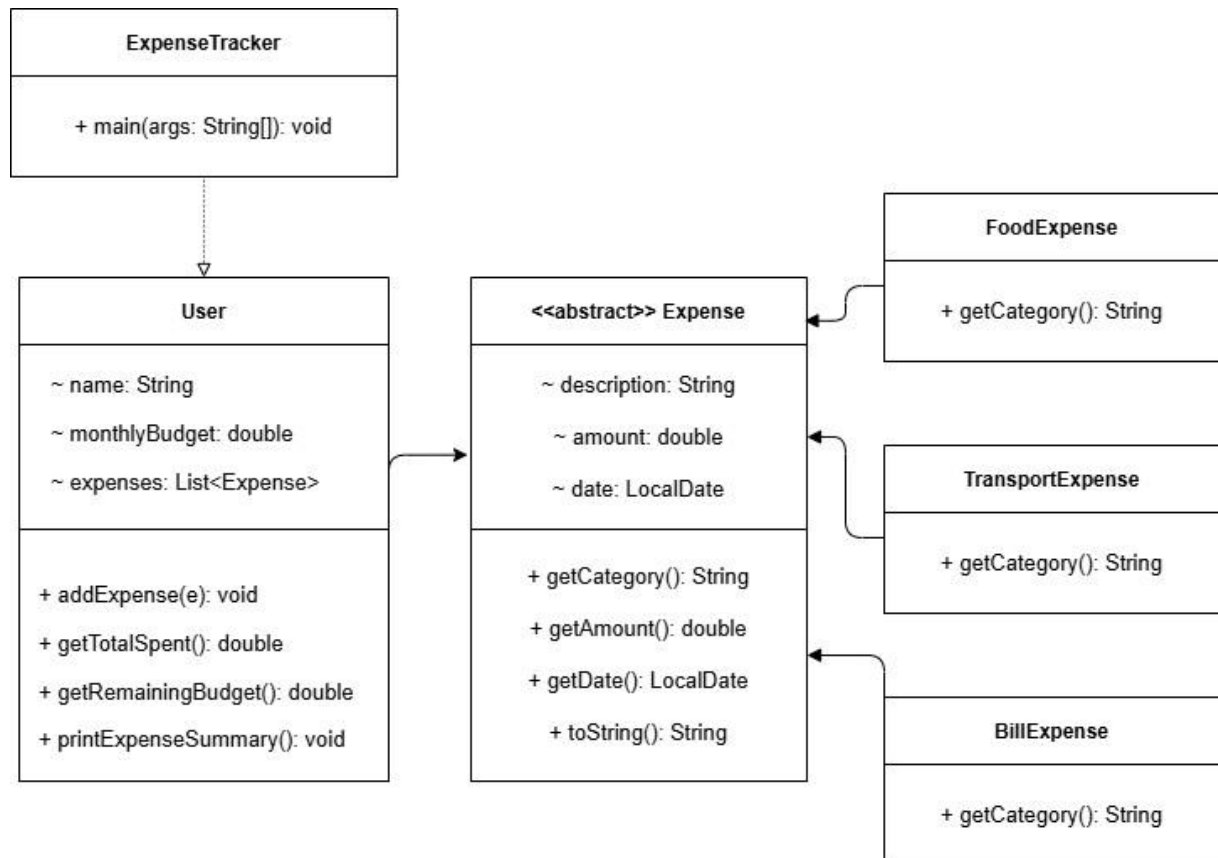 ExpenseTracker
+ main(args: String[]): void
User
~ name: String
~ monthlyBudget: double
~ expenses: List<Expense>
+ addExpense(e): void
+ getTotalSpent(): double
+ getRemainingBudget(): double
+ printExpenseSummary(): void
<<abstract>> Expense
~ description: String
~ amount: double
~ date: LocalDate
+ getCategory(): String
+ getAmount(): double
+ getDate(): LocalDate
+ toString(): String
FoodExpense
+ getCategory(): String
TransportExpense
+ getCategory(): String
BillExpense
+ getCategory(): String